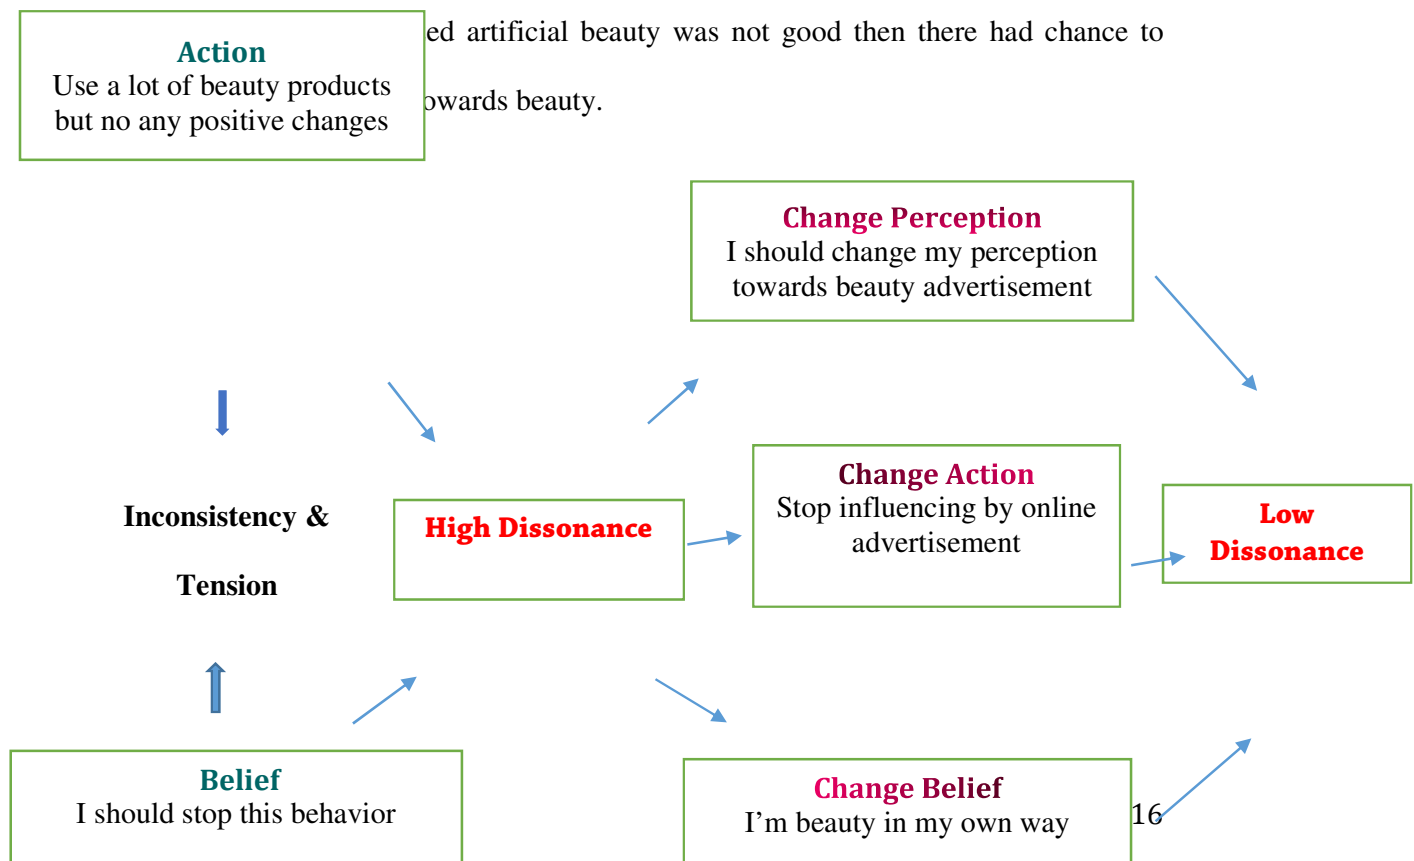 ed artificial beauty was not good then there had chance to
owards beauty.
Action
Use a lot of beauty products
but no any positive changes
Change Perception
I should change my perception
towards beauty advertisement
Inconsistency &
Tension
High Dissonance
Change Action
Stop influencing by online
advertisement
Low
Dissonance
Belief
I should stop this behavior
Change Belief
I’m beauty in my own way
16